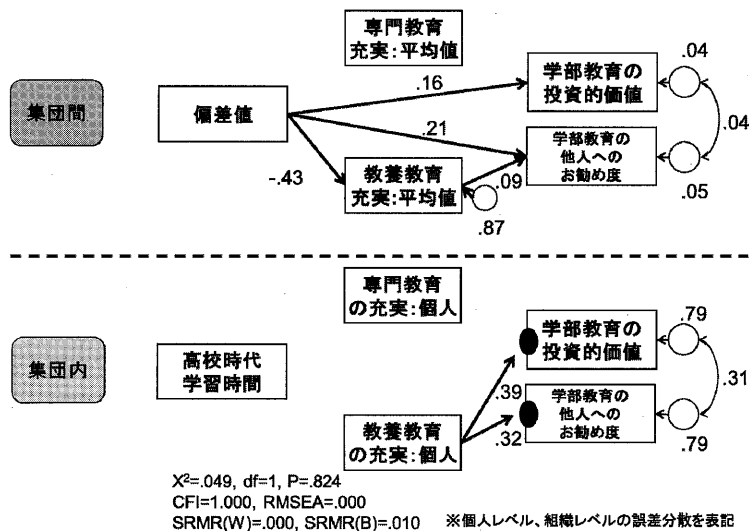 専門教育
充実:平均値
学部教育の
投資的価値
.04
.16
集団間
偏差値
.04
.21
学部教育の
他人への
お勧め度
-.43
教養教育
充実:平均値
.09
.05
.87
専門教育
の充実:個人
学部教育の
投資的価値
.79
集団内
高校時代
学習時間
.31
.39
学部教育の
他人への
お勧め度
教養教育
の充実:個人
.32
.79
X²=.049, df=1, P=.824
CFI=1.000, RMSEA=.000
SRMR(W)=.000, SRMR(B)=.010
※個人レベル、組織レベルの誤差分散を表記